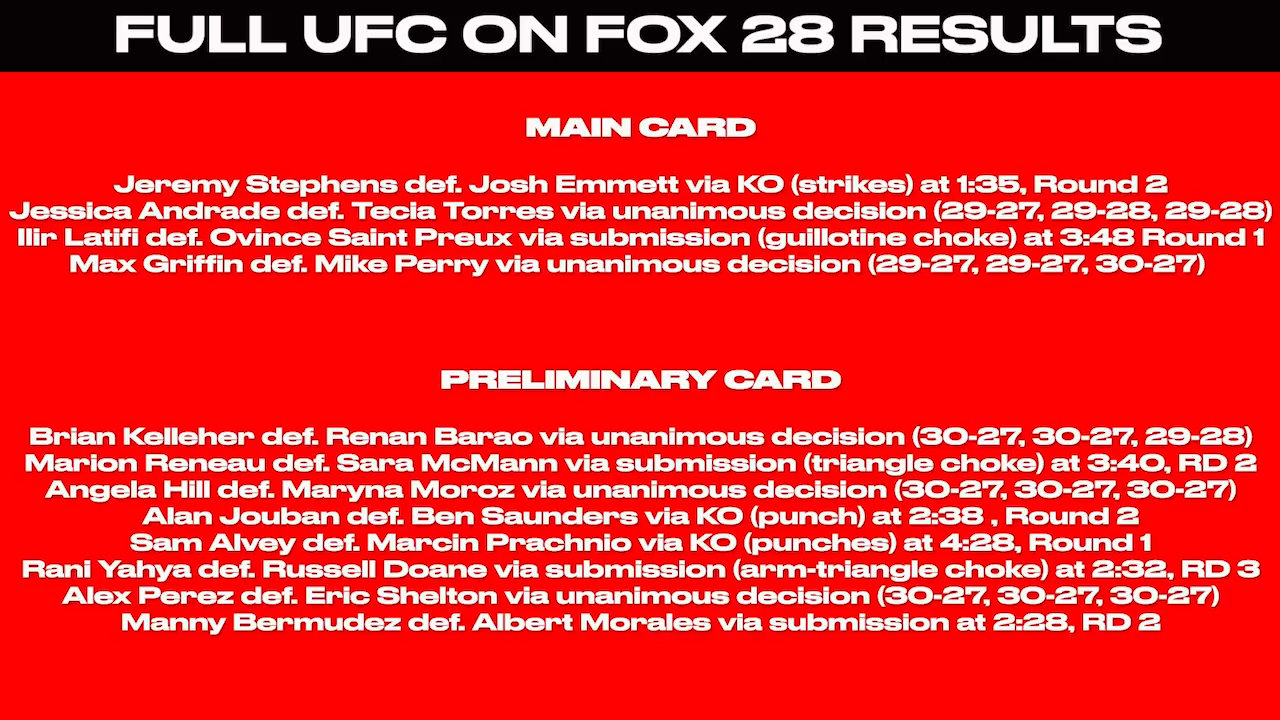 FULL UFC ON FOX 28 RESULTS
MAIN CARD
Jeremy Stephens def. Josh Emmett via KO (strikes) at 1:35, Round 2
Jessica Andrade def. Tecia Torres via unanimous decision (29-27, 29-28, 29-28)
Ilir Latifi def. Ovince Saint Preux via submission (guillotine choke) at 3:48 Round 1
Max Griffin def. Mike Perry via unanimous decision (29-27, 29-27, 30-27)
PRELIMINARY CARD
Brian Kelleher def. Renan Barao via unanimous decision (30-27, 30-27, 29-28)
Marion Reneau def. Sara McMann via submission (triangle choke) at 3:40, RD 2
Angela Hill def. Maryna Moroz via unanimous decision (30-27, 30-27, 30-27)
Alan Jouban def. Ben Saunders via KO (punch) at 2:38 , Round 2
Sam Alvey def. Marcin Prachnio via KO (punches) at 4:28, Round 1
Rani Yahya def. Russell Doane via submission (arm-triangle choke) at 2:32, RD 3
Alex Perez def. Eric Shelton via unanimous decision (30-27, 30-27, 30-27)
Manny Bermudez def. Albert Morales via submission at 2:28, RD 2